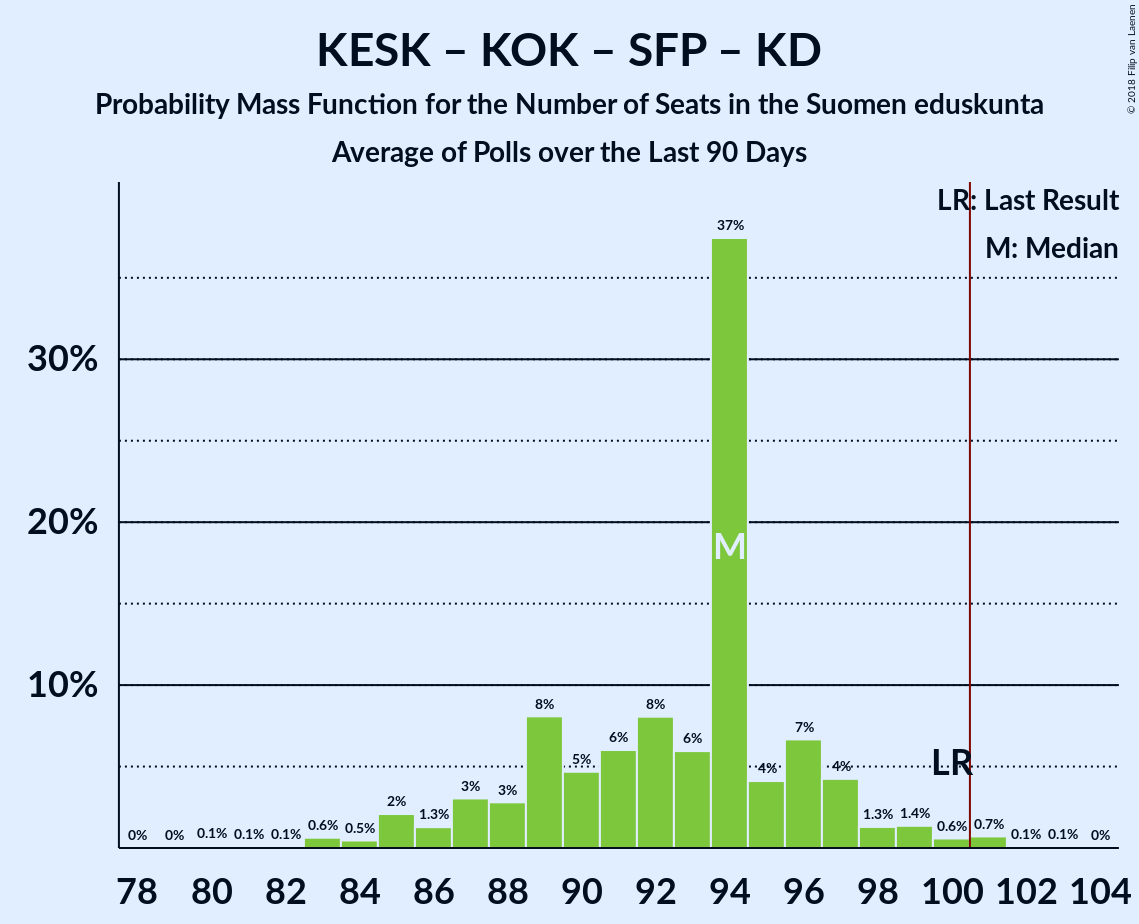 KESK – KOK – SFP – KD
Probability Mass Function for the Number of Seats in the Suomen eduskunta
Average of Polls over the Last 90 Days
© 2018 Filip van Laenen
LR: Last Result
M: Median
30%
20%
10%
0% 0% 0.1% 0.1% 0.1% 0.6% 0.5% 2% 1.3% 3% 3% 8% 5% 6% 8% 6% 37% 4% 7% 4% 1.3% 1.4% 0.6% 0.7% 0.1% 0.1% 0%
M
LR
78 80 82 84 86 88 90 92 94 96 98 100 102 104